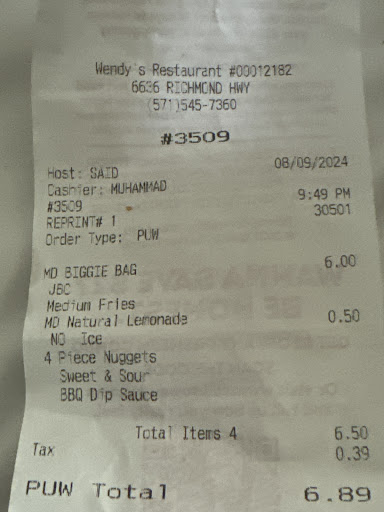 Wendy's Restaurant #00012182
6636 RICHMOND HWY
(571)545-7360
#3509
Host: SAID 08/09/2024
Cashier: MUHAMMAD 9:49 PM
#3509 30501
REPRINT# 1
Order Type: PUW
MD BIGGIE BAG 6.00
JBC
Medium Fries
MD Natural Lemonade 0.50
NO Ice
4 Piece Nuggets
Sweet & Sour
BBQ Dip Sauce
Total Items 4 6.50
Tax 0.39
PUW Total 6.89